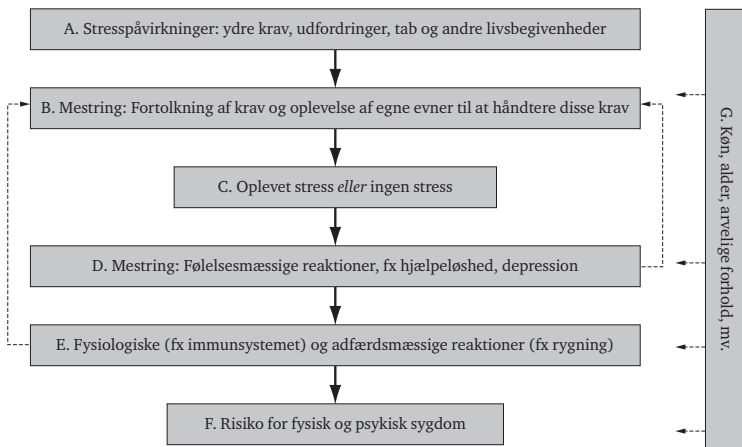 A. Stresspåvirkninger: ydre krav, udfordringer, tab og andre livsbegivenheder
B. Mestring: Fortolkning af krav og oplevelse af egne evner til at håndtere disse krav
C. Oplevet stress eller ingen stress
D. Mestring: Følelsesmæssige reaktioner, fx hjælpeløshed, depression
E. Fysiologiske (fx immunsystemet) og adfærdsmæssige reaktioner (fx rygning)
F. Risiko for fysisk og psykisk sygdom
G. Køn, alder, arvelige forhold, mv.